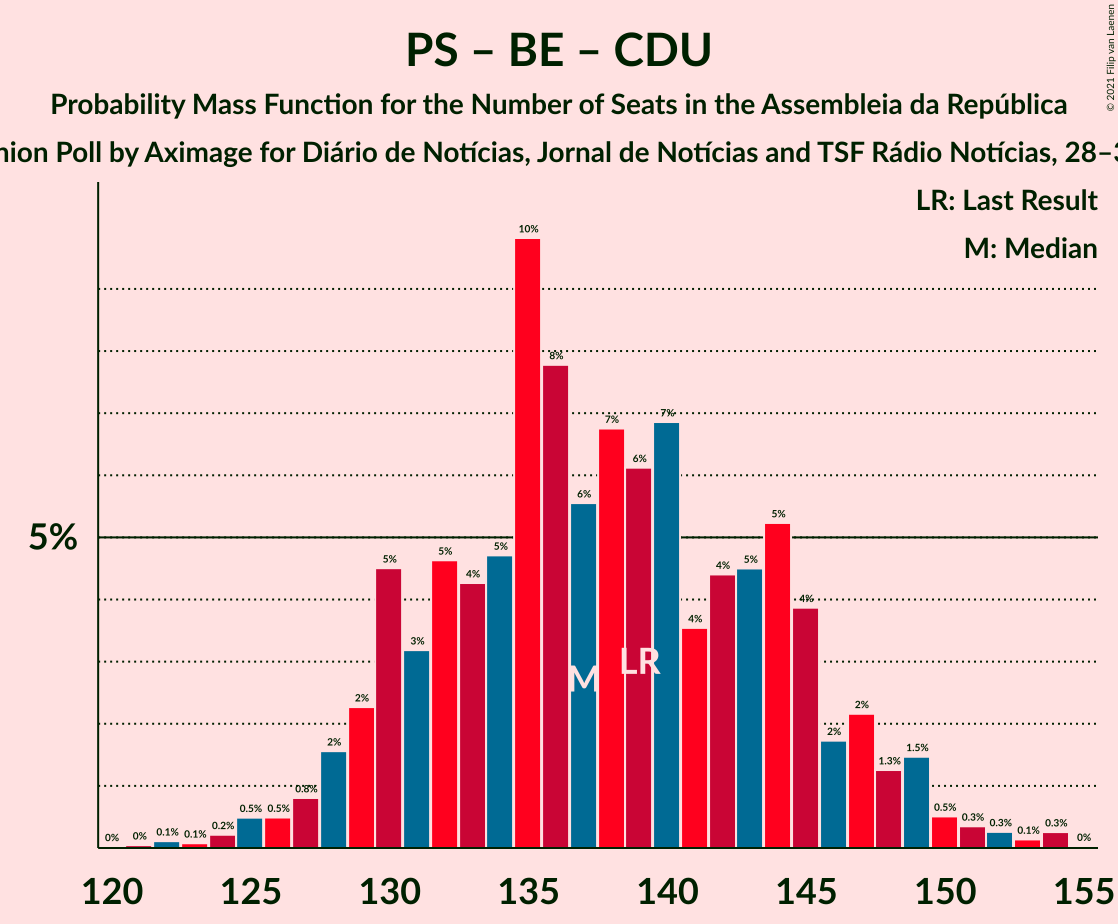 PS – BE – CDU
Probability Mass Function for the Number of Seats in the Assembleia da República
Poll by Aximage for Diário de Notícias, Jornal de Notícias and TSF Rádio Notícias, 28–
© 2021 Filip van Laenen
LR: Last Result
M: Median
5%
0% 0% 0.1% 0.1% 0.2% 0.5% 0.5% 0.8% 2% 2% 5% 3% 5% 4% 5% 10% 8% 6% 7% 6% 7% 4% 4% 5% 5% 4% 2% 2% 1.3% 1.5% 0.5% 0.3% 0.3% 0.1% 0.3% 0%
M LR
120 125 130 135 140 145 150 155